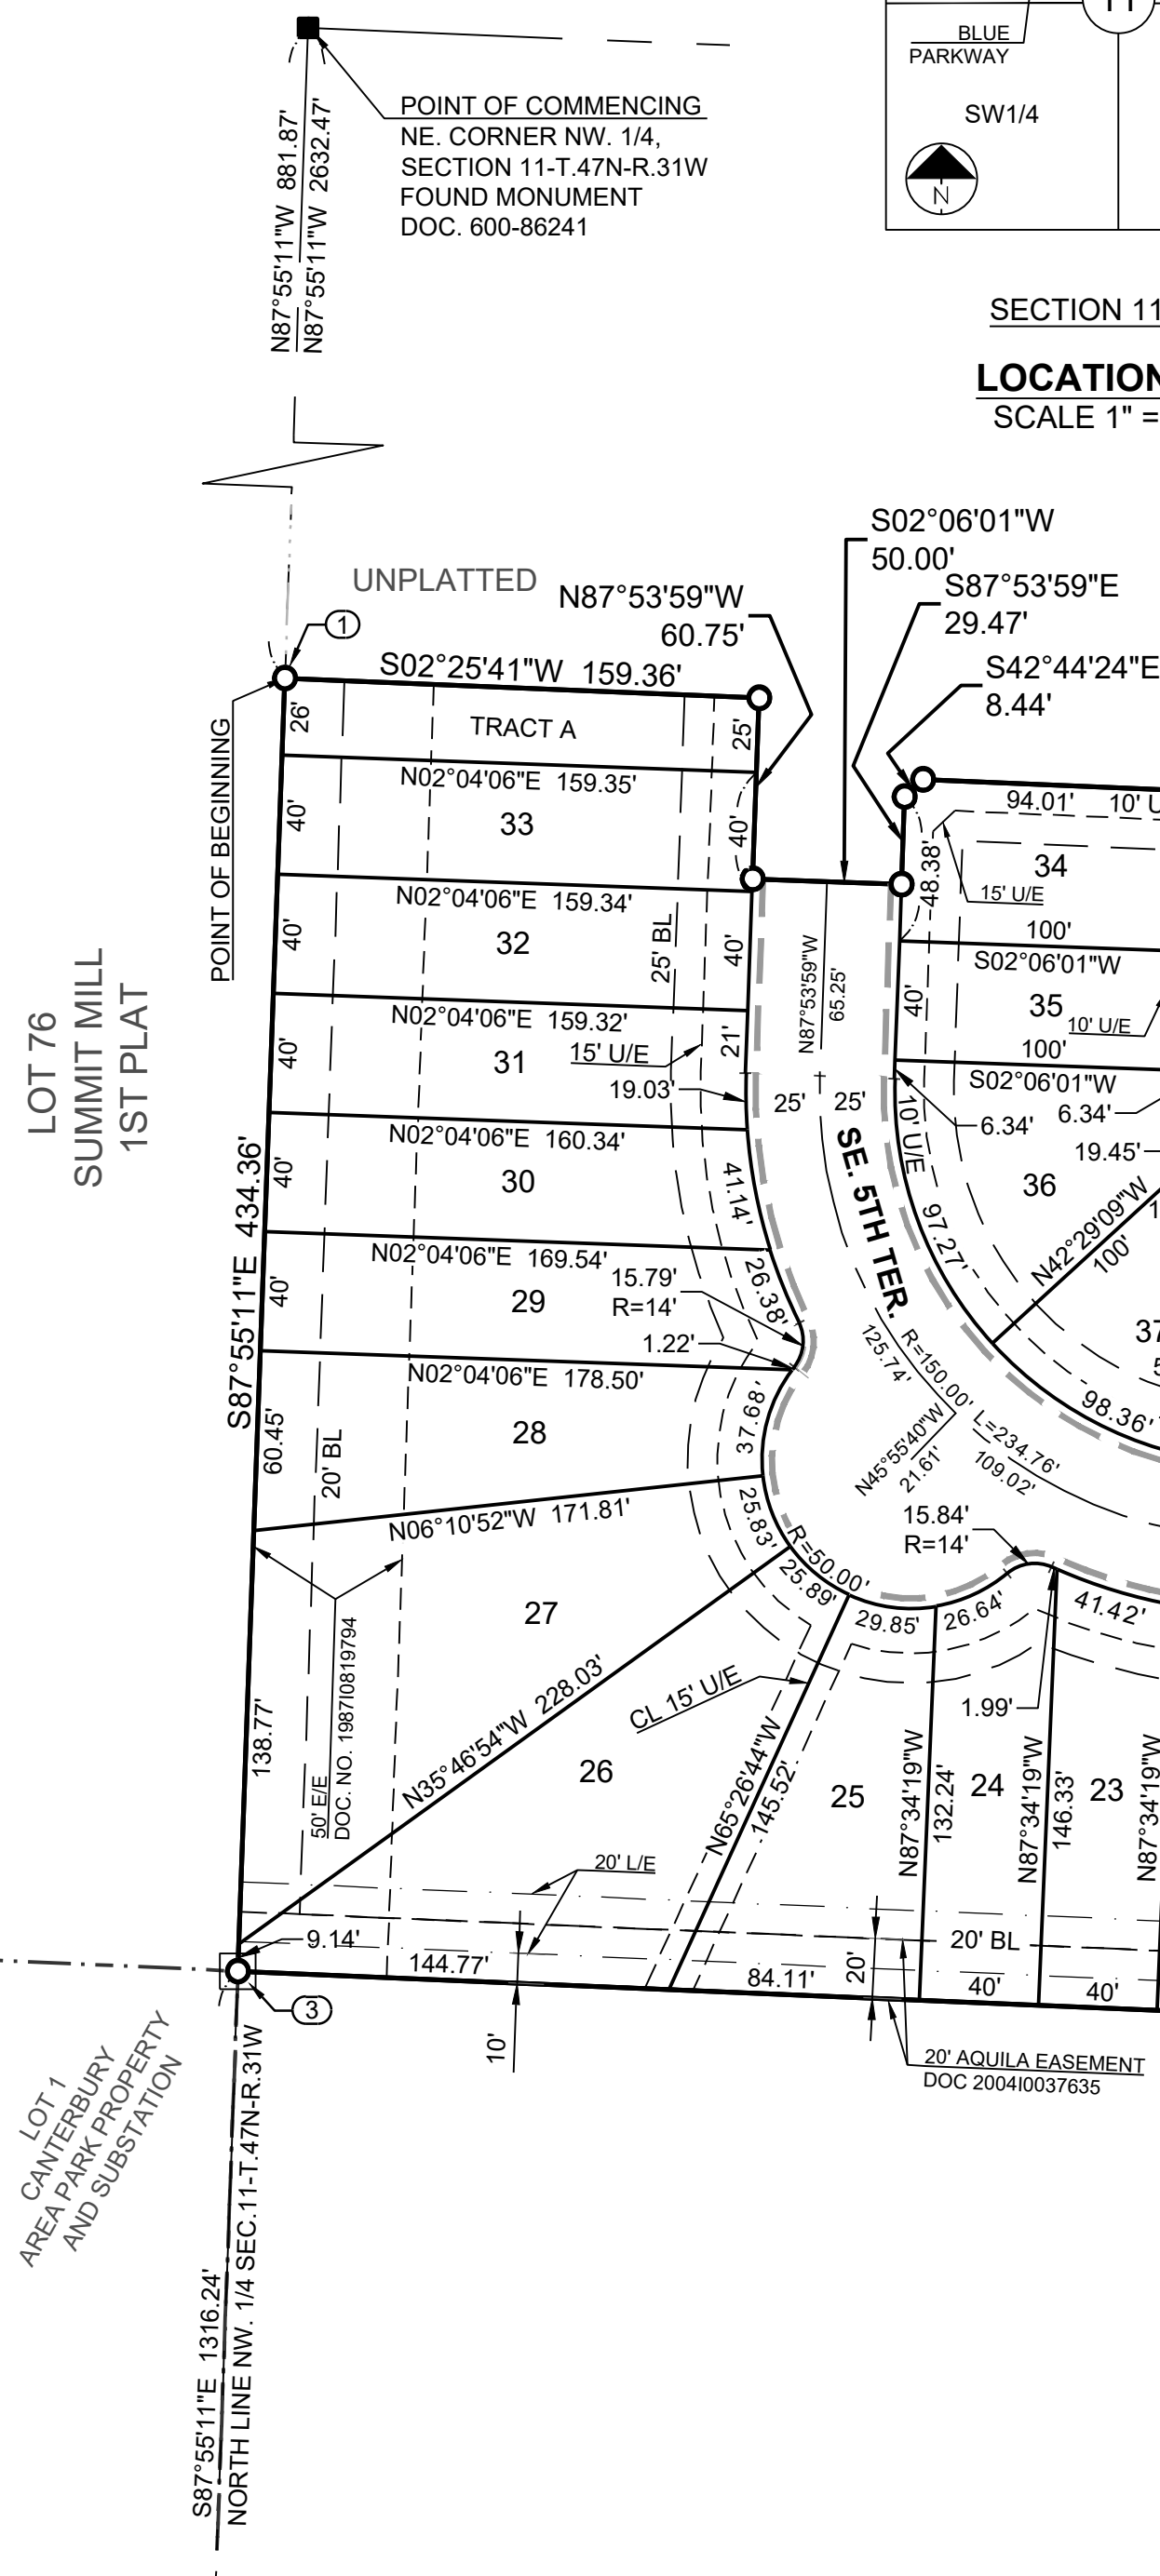 11
BLUE
PARKWAY
SW1/4
N
N87°55'11"W 881.87'
N87°55'11"W 2632.47'
POINT OF COMMENCING
NE. CORNER NW. 1/4,
SECTION 11-T.47N-R.31W
FOUND MONUMENT
DOC. 600-86241
SECTION 11
LOCATION
SCALE 1" =
S02°06'01"W
50.00'
UNPLATTED
N87°53'59"W
60.75'
S87°53'59"E
29.47'
S42°44'24"E
8.44'
1
S02°25'41"W 159.36'
POINT OF BEGINNING
26'
TRACT A
25'
N02°04'06"E 159.35'
40'
33
40'
N02°04'06"E 159.34'
40'
32
25' BL
40'
N02°04'06"E 159.32'
40'
31
15' U/E
21'
19.03'
N02°04'06"E 160.34'
40'
30
41.14'
N02°04'06"E 169.54'
40'
29
15.79'
R=14'
26.38'
1.22'
N02°04'06"E 178.50'
60.45'
20' BL
28
37.68'
N06°10'52"W 171.81'
25.83'
27
138.77'
50' E/E
DOC. NO. 1987I0819794
N35°46'54"W 228.03'
R=50.00'
25.89'
26
CL 15' U/E
N65°26'44"W
145.52'
29.85'
26.64'
25
N87°34'19"W
132.24'
24
N87°34'19"W
146.33'
23
N87°34'19"
41.42'
1.99'
15.84'
R=14'
LOT 76
SUMMIT MILL
1ST PLAT
S87°55'11"E 434.36'
94.01'
10' U
34
15' U/E
48.38'
100'
S02°06'01"W
40'
35
10' U/E
100'
S02°06'01"W
6.34'
6.34'
19.45'
36
10' U/E
97.27'
N42°29'09"W
100'
37
98.36'
N87°53'59"W
65.25'
25'
25'
SE. 5TH TER.
R=150.00' L=234.76'
125.74'
109.02'
N45°55'40"W
21.61'
20' L/E
9.14'
144.77'
84.11'
20'
20' BL
40'
40'
10'
3
20' AQUILA EASEMENT
DOC 2004I0037635
LOT 1
CANTERBURY
AREA PARK PROPERTY
AND SUBSTATION
S87°55'11"E 1316.24'
NORTH LINE NW. 1/4 SEC.11-T.47N-R.31W